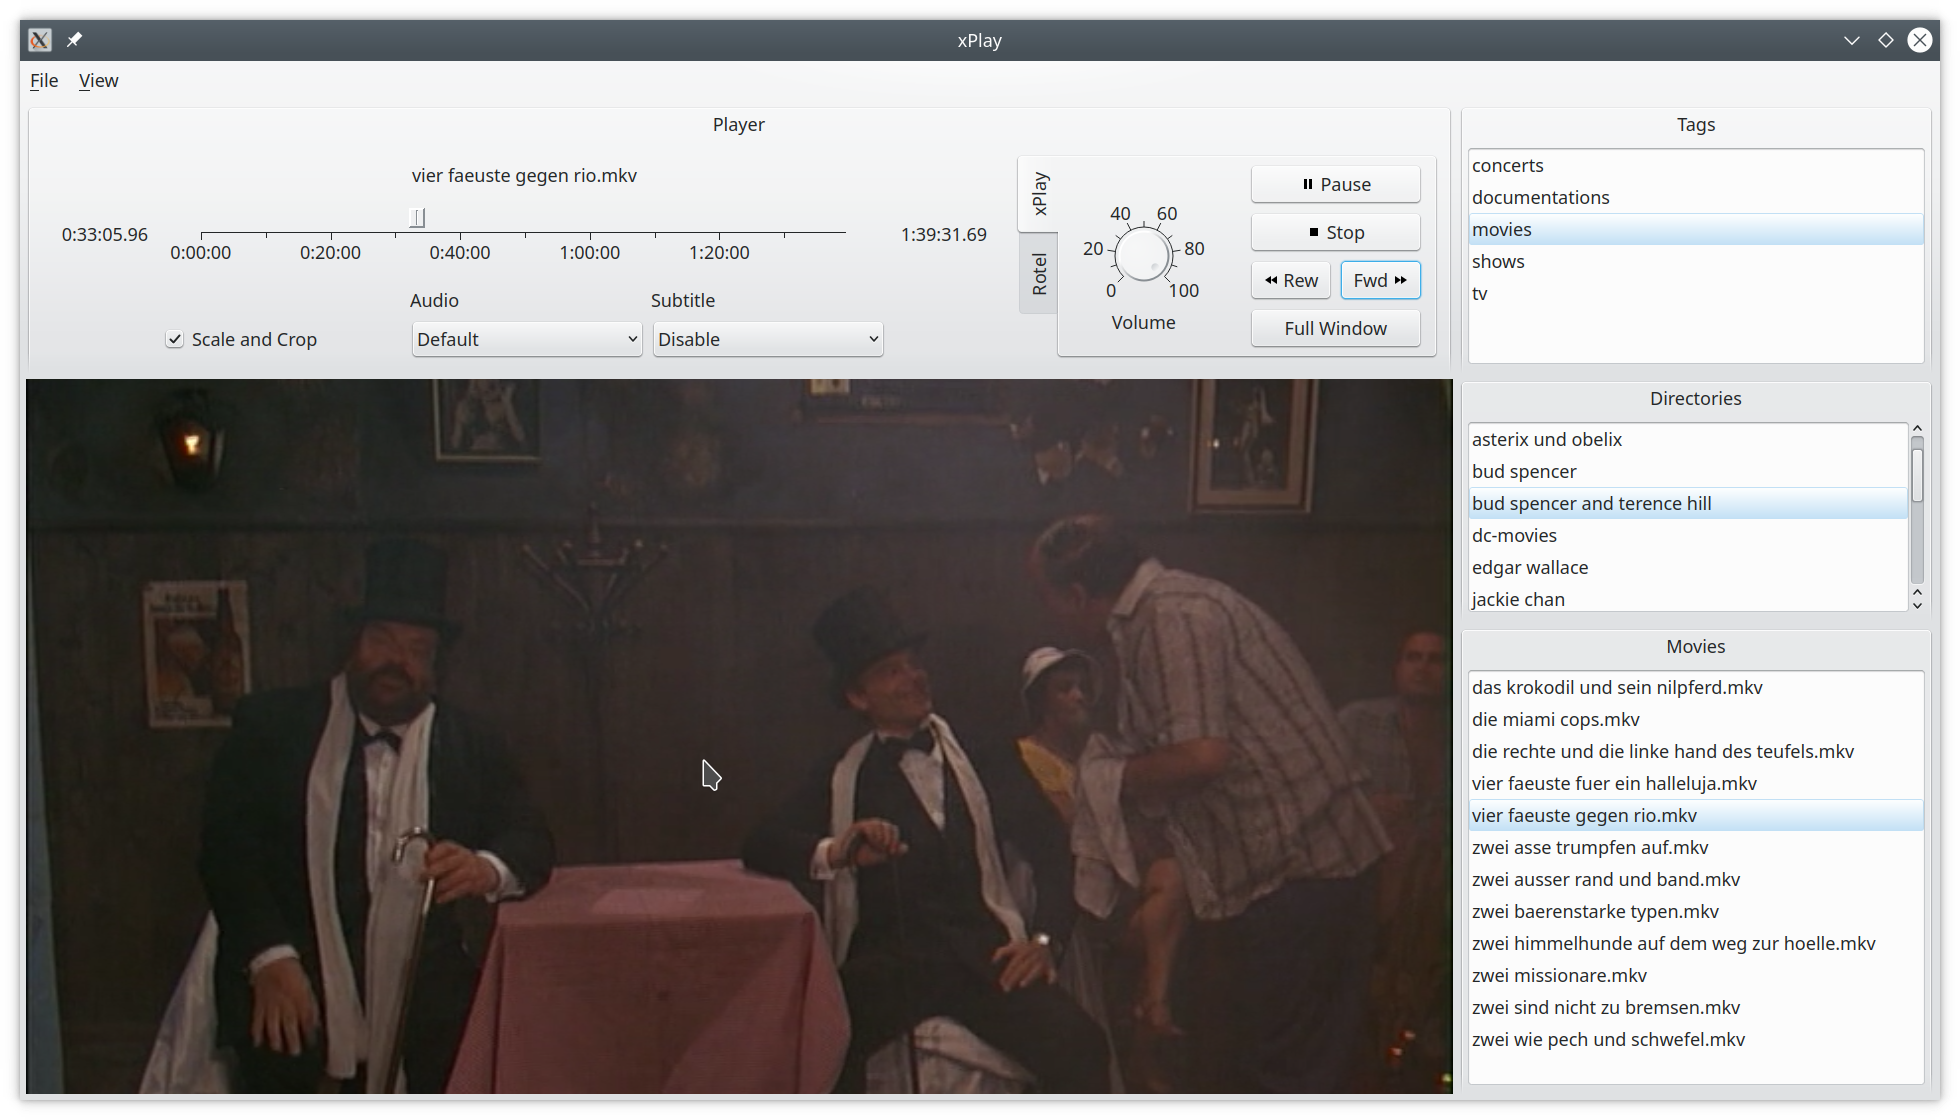 xPlay
File View
Player
vier faeuste gegen rio.mkv
0:33:05.96
0:00:00 0:20:00 0:40:00 1:00:00 1:20:00
1:39:31.69
Audio Subtitle
Scale and Crop
Default
Disable
xPlay
Rotel
0 20 40 60 80 100
Volume
Pause
Stop
Rew Fwd
Full Window
Tags
concerts
documentations
movies
shows
tv
Directories
asterix und obelix
bud spencer
bud spencer and terence hill
dc-movies
edgar wallace
jackie chan
Movies
das krokodil und sein nilpferd.mkv
die miami cops.mkv
die rechte und die linke hand des teufels.mkv
vier faeuste fuer ein halleluja.mkv
vier faeuste gegen rio.mkv
zwei asse trumpfen auf.mkv
zwei ausser rand und band.mkv
zwei baerenstarke typen.mkv
zwei himmelhunde auf dem weg zur hoelle.mkv
zwei missionare.mkv
zwei sind nicht zu bremsen.mkv
zwei wie pech und schwefel.mkv